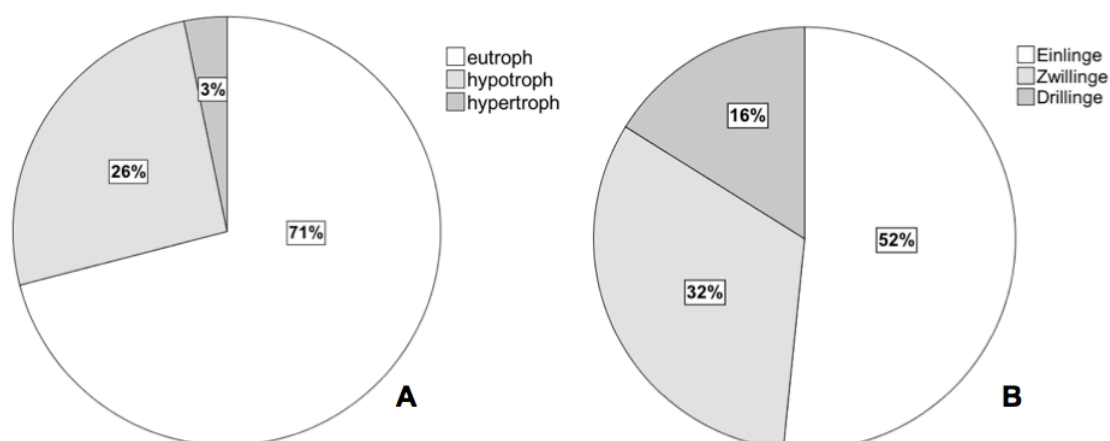 eutroph
hypotroph
hypertroph
3%
26%
71%
A
Einlinge
Zwillinge
Drillinge
16%
52%
32%
B